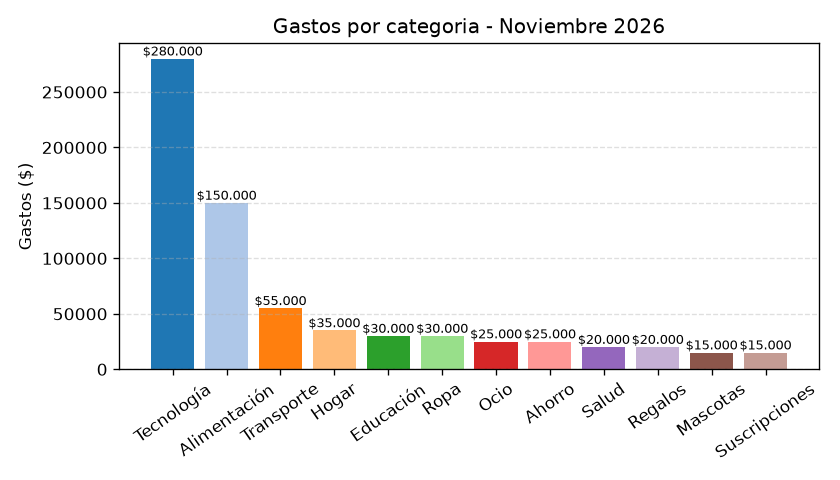 Gastos por categoria - Noviembre 2026
Gastos ($)
250000
200000
150000
100000
50000
0
$280.000
$150.000
$55.000
$35.000
$30.000
$30.000
$25.000
$25.000
$20.000
$20.000
$15.000
$15.000
Tecnología
Alimentación
Transporte
Hogar
Educación
Ropa
Ocio
Ahorro
Salud
Regalos
Mascotas
Suscripciones